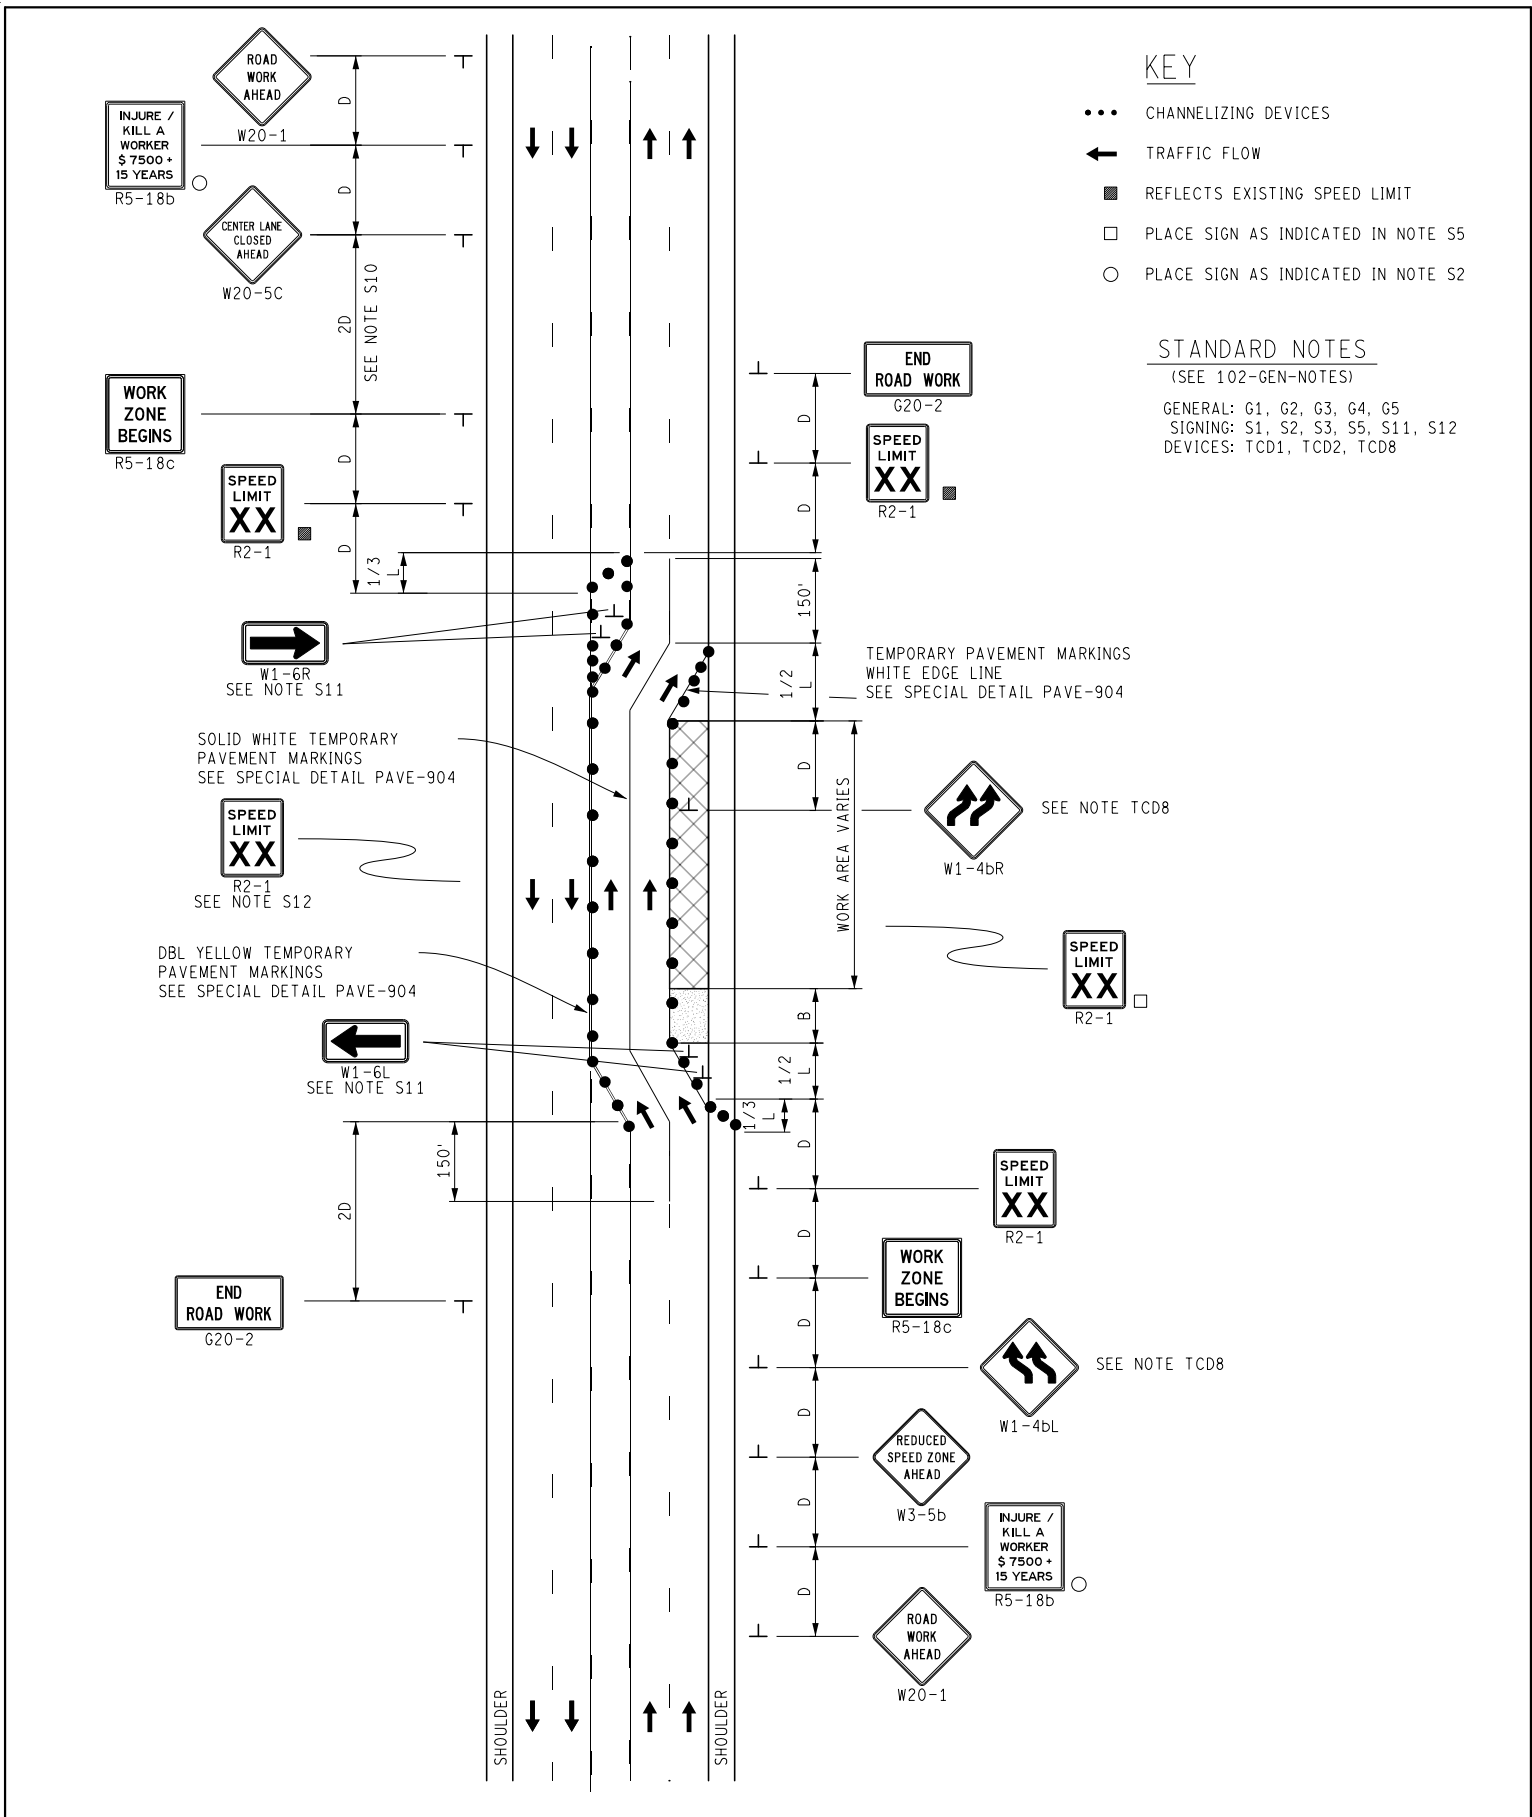 ROAD
WORK
AHEAD
W20-1
D
INJURE /
KILL A
WORKER
$ 7500 +
15 YEARS
R5-18b
D
CENTER LANE
CLOSED
AHEAD
W20-5C
2D
SEE NOTE S10
WORK
ZONE
BEGINS
R5-18c
D
SPEED
LIMIT
XX
R2-1
D
1/3
L
W1-6R
SEE NOTE S11
SOLID WHITE TEMPORARY
PAVEMENT MARKINGS
SEE SPECIAL DETAIL PAVE-904
SPEED
LIMIT
XX
R2-1
SEE NOTE S12
DBL YELLOW TEMPORARY
PAVEMENT MARKINGS
SEE SPECIAL DETAIL PAVE-904
W1-6L
SEE NOTE S11
2D
150'
END
ROAD WORK
G20-2
SHOULDER
SHOULDER
KEY
CHANNELIZING DEVICES
TRAFFIC FLOW
REFLECTS EXISTING SPEED LIMIT
PLACE SIGN AS INDICATED IN NOTE S5
PLACE SIGN AS INDICATED IN NOTE S2
STANDARD NOTES
(SEE 102-GEN-NOTES)
GENERAL: G1, G2, G3, G4, G5
SIGNING: S1, S2, S3, S5, S11, S12
DEVICES: TCD1, TCD2, TCD8
END
ROAD WORK
G20-2
D
SPEED
LIMIT
XX
R2-1
D
150'
TEMPORARY PAVEMENT MARKINGS
WHITE EDGE LINE
SEE SPECIAL DETAIL PAVE-904
1/2
L
D
WORK AREA VARIES
SEE NOTE TCD8
W1-4bR
SPEED
LIMIT
XX
R2-1
B
1/2
L
1/3
L
D
SPEED
LIMIT
XX
R2-1
D
WORK
ZONE
BEGINS
R5-18c
D
SEE NOTE TCD8
W1-4bL
D
REDUCED
SPEED ZONE
AHEAD
W3-5b
D
INJURE /
KILL A
WORKER
$ 7500 +
15 YEARS
R5-18b
D
ROAD
WORK
AHEAD
W20-1